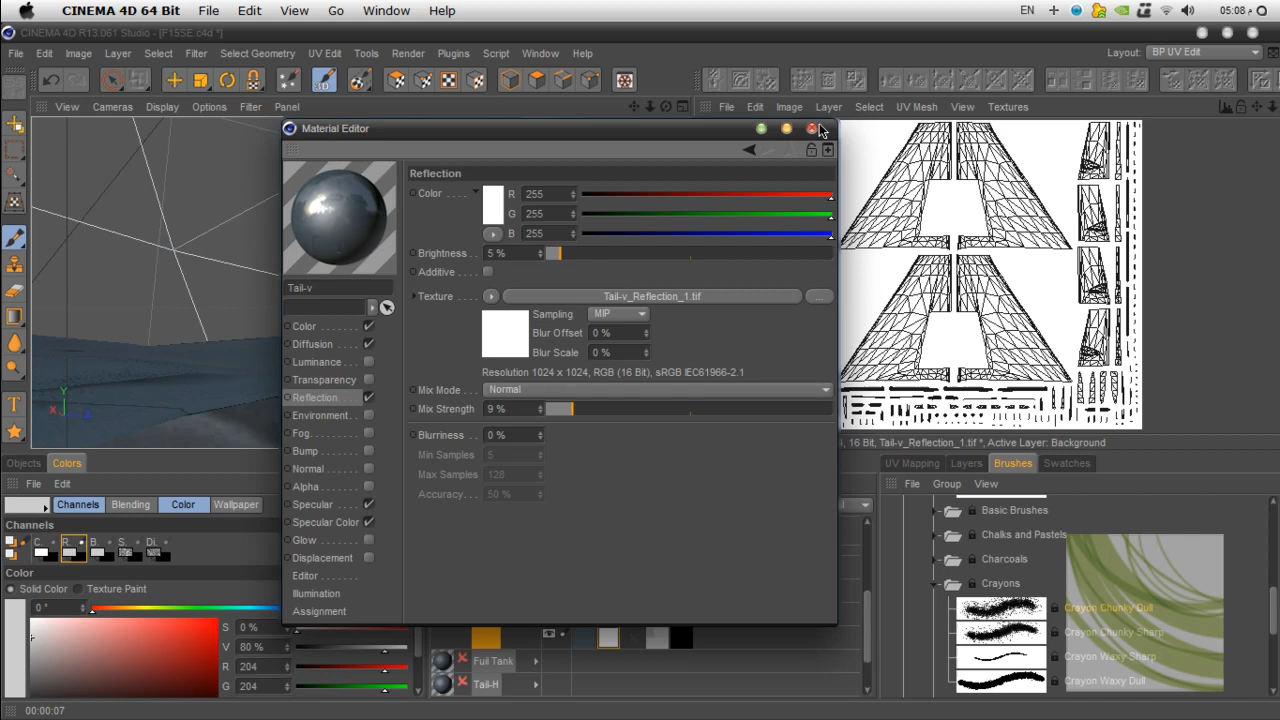 CINEMA 4D 64 Bit File Edit View Go Window Help EN 05:08 م
CINEMA 4D R13.061 Studio - [F15SE.c4d *]
File Edit Image Layer Select Filter Select Geometry UV Edit Tools Render Plugins Script Window Help Layout: BP UV Edit
3D
View Cameras Display Options Filter Panel
File Edit Image Layer Select UV Mesh View Textures
Material Editor
Reflection
Color . . . . R 255
G 255
B 255
Brightness . . 5 %
Additive . . . .
Texture . . . . Tail-v_Reflection_1.tif ...
Sampling MIP
Blur Offset 0 %
Blur Scale 0 %
Resolution 1024 x 1024, RGB (16 Bit), sRGB IEC61966-2.1
Mix Mode . . Normal
Mix Strength 9 %
Blurriness . . 0 %
Min Samples 5
Max Samples 128
Accuracy. . . 50 %
Tail-v
Color
Diffusion
Luminance
Transparency
Reflection
Environment
Fog
Bump
Normal
Alpha
Specular
Specular Color
Glow
Displacement
Editor
Illumination
Assignment
Y
X Z
, 16 Bit, Tail-v_Reflection_1.tif *, Active Layer: Background
Objects Colors
File Edit
Channels Blending Color Wallpaper
Channels
C. R. B. S. Di.
Color
Solid Color Texture Paint
0 °
S 0 %
V 80 %
R 204
G 204
Full Tank
Tail-H
UV Mapping Layers Brushes Swatches
File Group View
Basic Brushes
Chalks and Pastels
Charcoals
Crayons
Crayon Chunky Dull
Crayon Chunky Sharp
Crayon Waxy Sharp
Crayon Waxy Dull
00:00:07